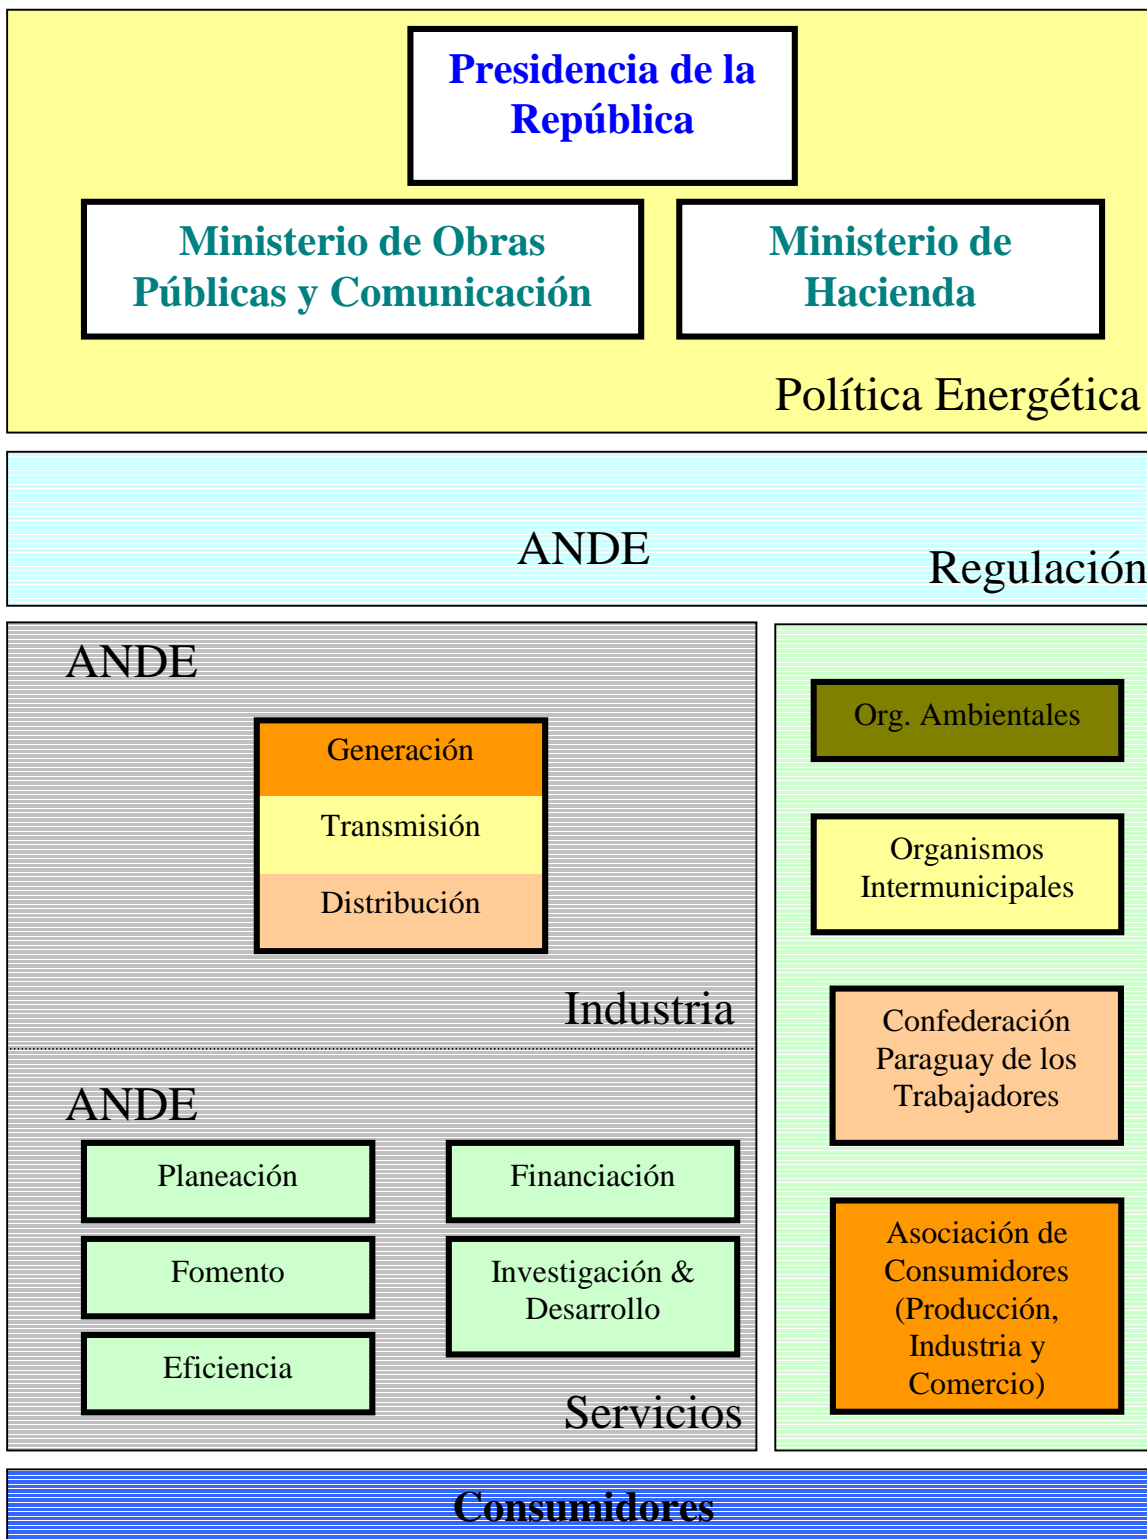 Presidencia de la
República
Ministerio de Obras
Públicas y Comunicación
Ministerio de
Hacienda
Política Energética
ANDE
Regulación
ANDE
Generación
Transmisión
Distribución
Industria
ANDE
Planeación
Financiación
Fomento
Investigación &
Desarrollo
Eficiencia
Servicios
Org. Ambientales
Organismos
Intermunicipales
Confederación
Paraguay de los
Trabajadores
Asociación de
Consumidores
(Producción,
Industria y
Comercio)
Consumidores